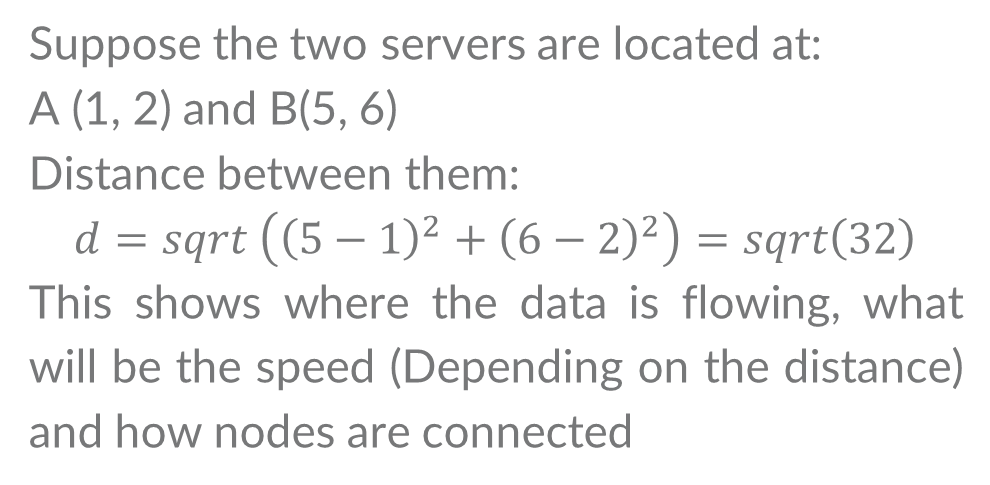 Suppose the two servers are located at:
A (1, 2) and B(5, 6)
Distance between them:
d = sqrt ((5 − 1)² + (6 − 2)²) = sqrt(32)
This shows where the data is flowing, what
will be the speed (Depending on the distance)
and how nodes are connected